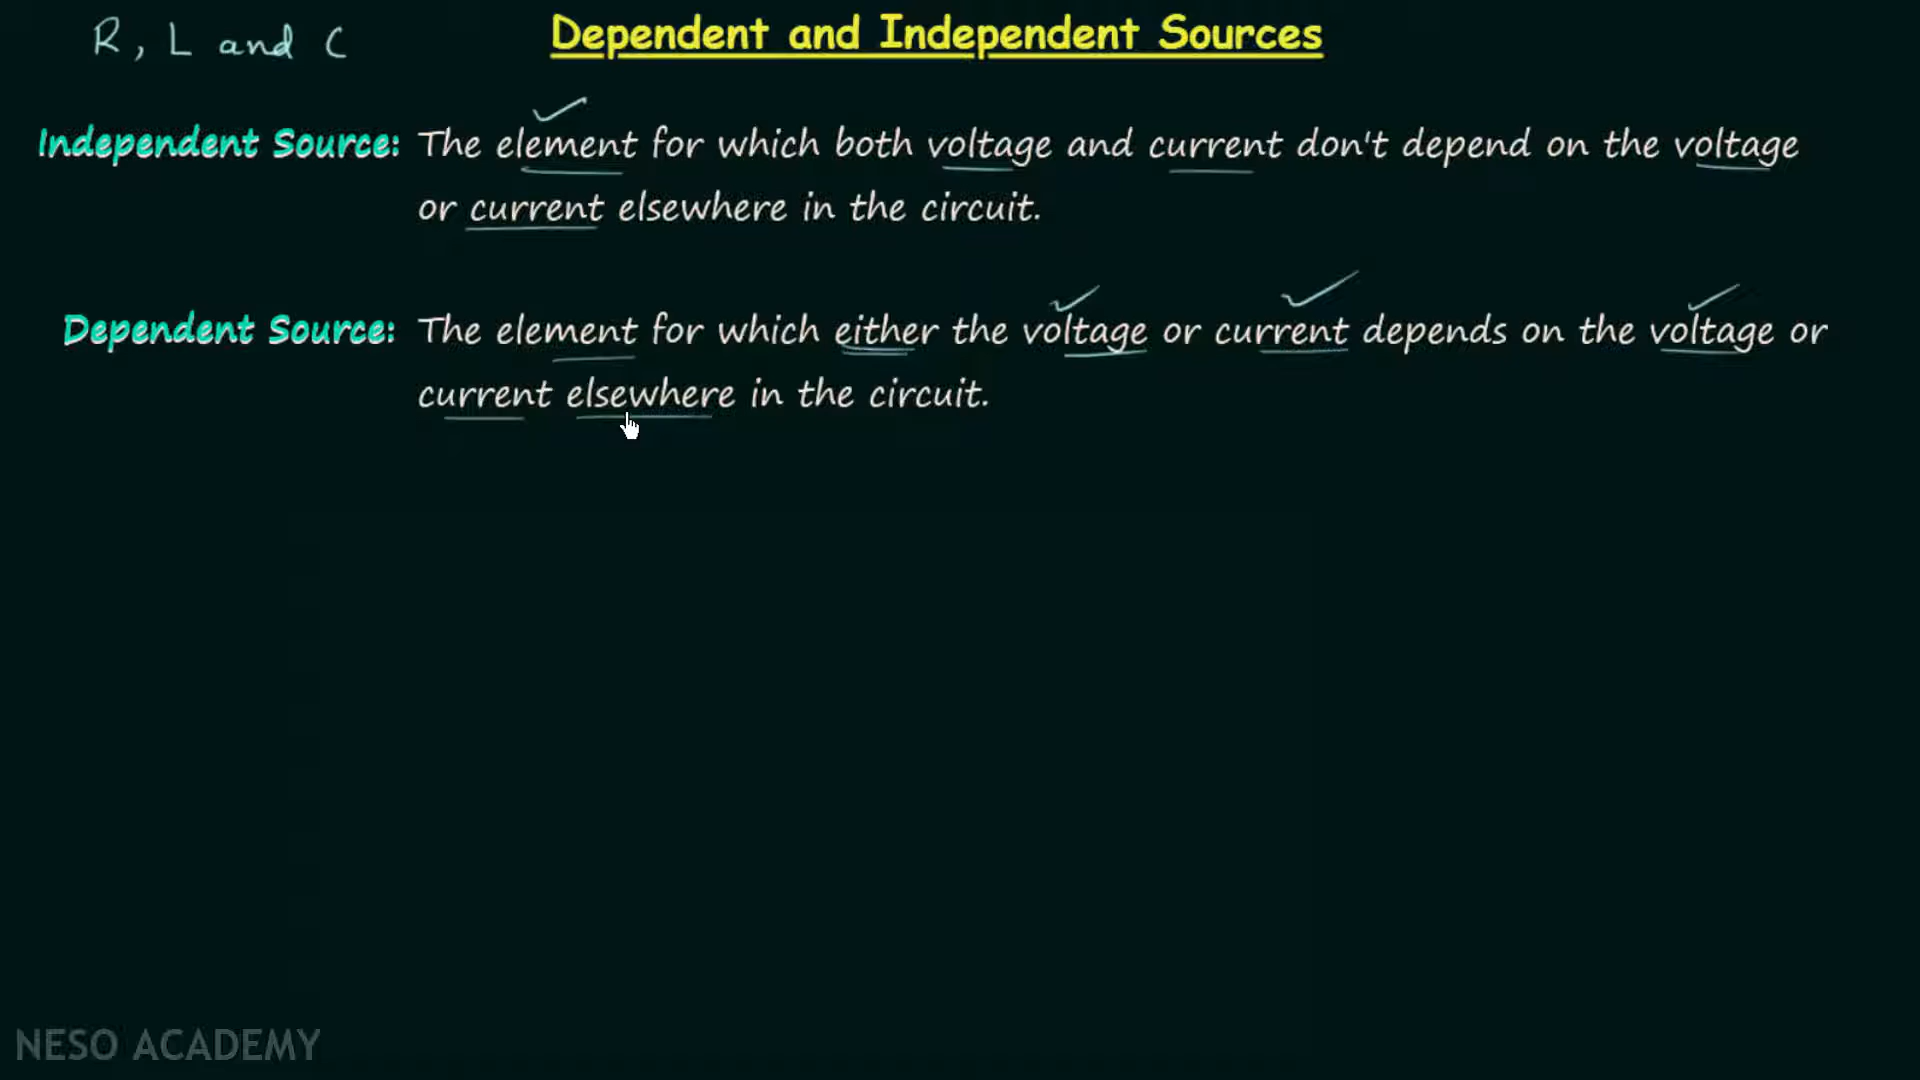 R, L and C
Dependent and Independent Sources
Independent Source: The element for which both voltage and current don't depend on the voltage
or current elsewhere in the circuit.
Dependent Source: The element for which either the voltage or current depends on the voltage or
current elsewhere in the circuit.
NESO ACADEMY